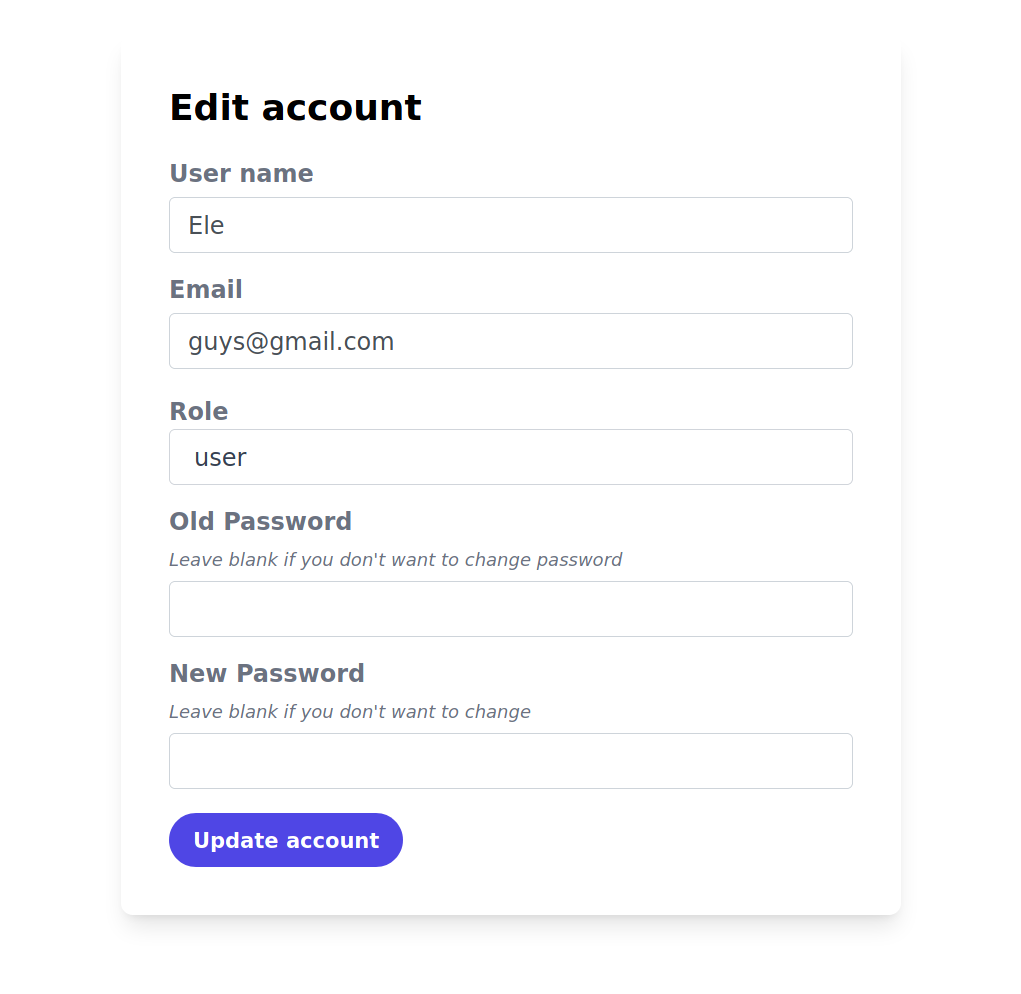 Edit account
User name
Ele
Email
guys@gmail.com
Role
user
Old Password
Leave blank if you don't want to change password
New Password
Leave blank if you don't want to change
Update account